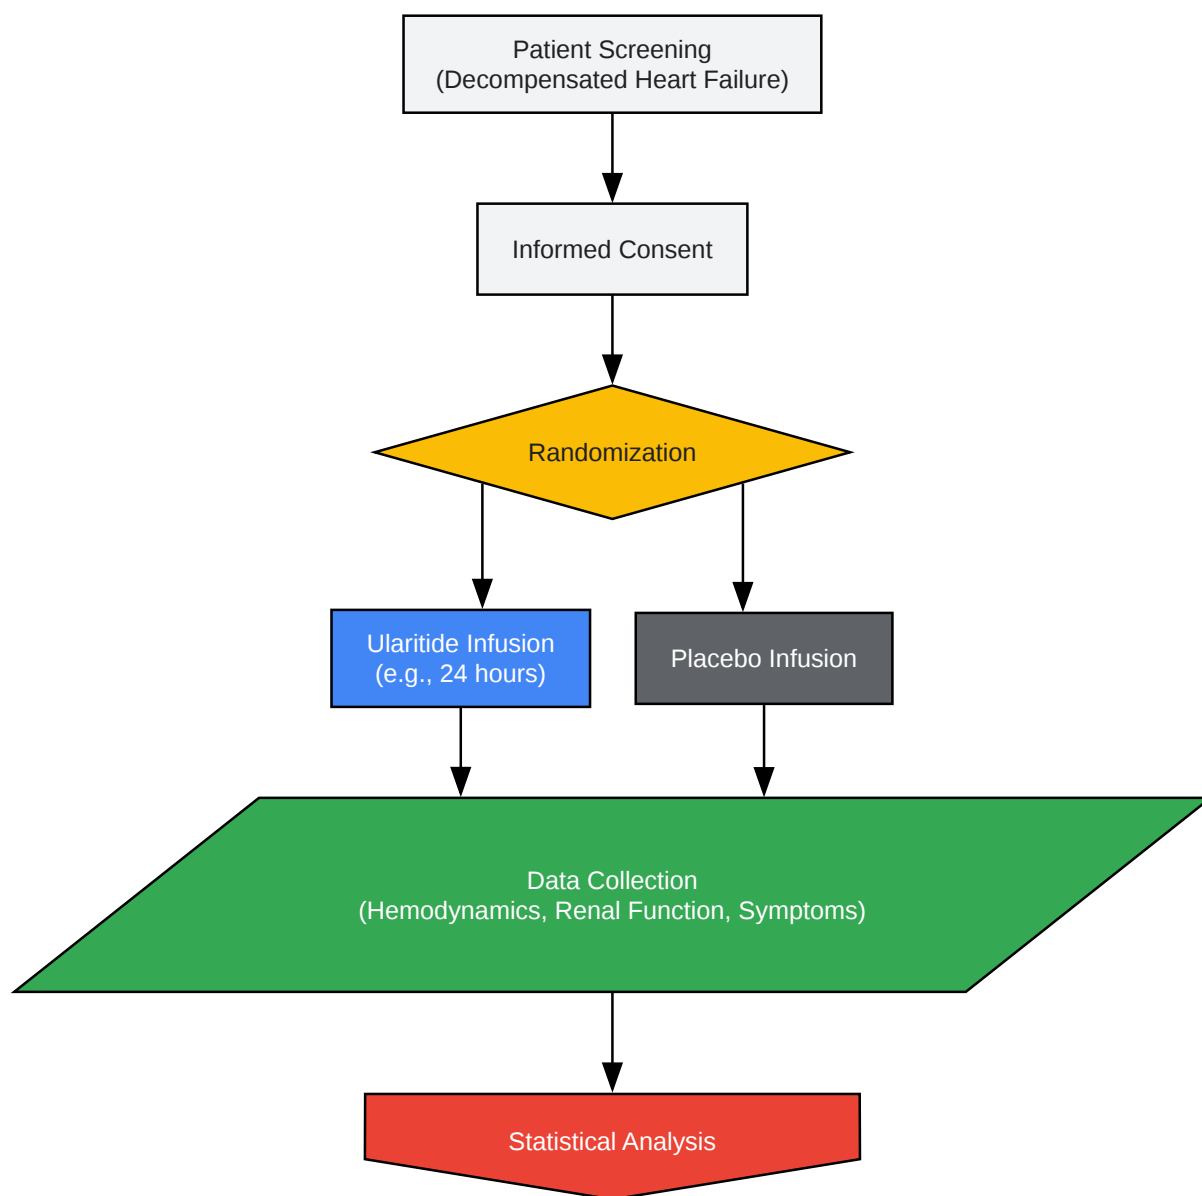 Patient Screening
(Decompensated Heart Failure)
Informed Consent
Randomization
Ularitide Infusion
(e.g., 24 hours)
Placebo Infusion
Data Collection
(Hemodynamics, Renal Function, Symptoms)
Statistical Analysis